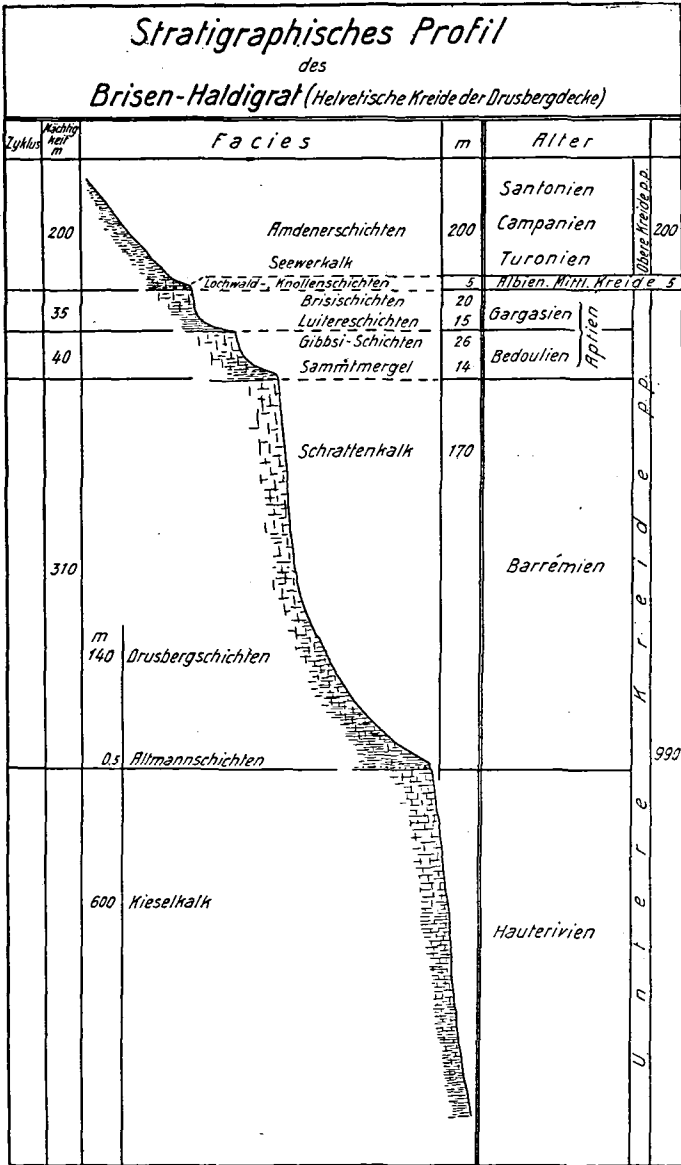 Stratigraphisches Profil
des
Brisen-Haldigrat (Helvetische Kreide der Drusbergdecke)
Zyklus Mächtig keit m Facies m Alter
Santonien
200 Amdenerschichten 200 Campanien Obere Kreide p.p. 200
Seewerkalk Turonien
Lochwald- Knollenschichten 5 Albien. Mittl. Kreide 5
35 Brisischichten 20
Luitereschichten 15 Gargasien
Gibbsi-Schichten 26 Aptien
40 Sammtmergel 14 Bedoulien
Schrattenkalk 170
310 Barrémien
m
140 Drusbergschichten
0.5 Altmannschichten
990
600 Kieselkalk
Hauterivien
Untere Kreide p.p.